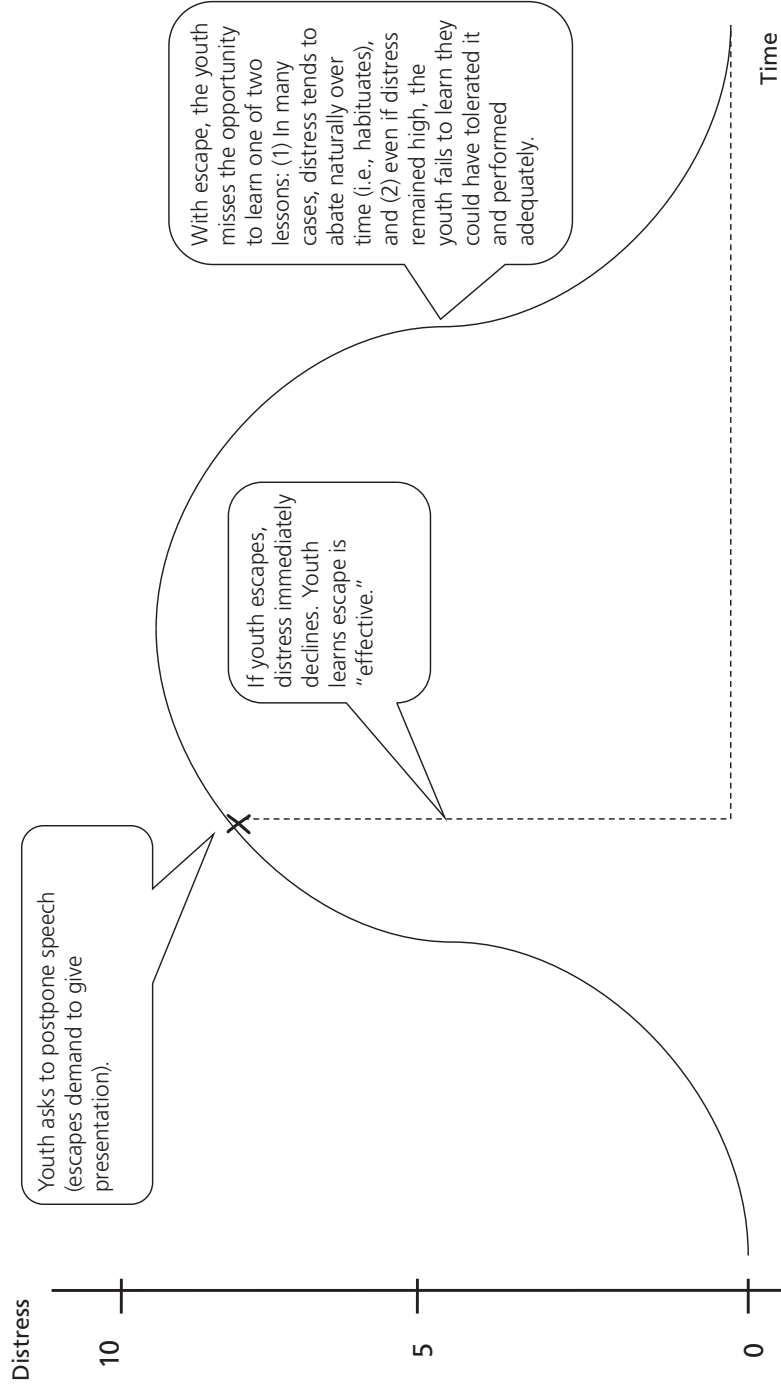 Distress
10
5
0
Youth asks to postpone speech
(escapes demand to give
presentation).
If youth escapes,
distress immediately
declines. Youth
learns escape is
“effective.”
With escape, the youth
misses the opportunity
to learn one of two
lessons: (1) In many
cases, distress tends to
abate naturally over
time (i.e., habituates),
and (2) even if distress
remained high, the
youth fails to learn they
could have tolerated it
and performed
adequately.
Time